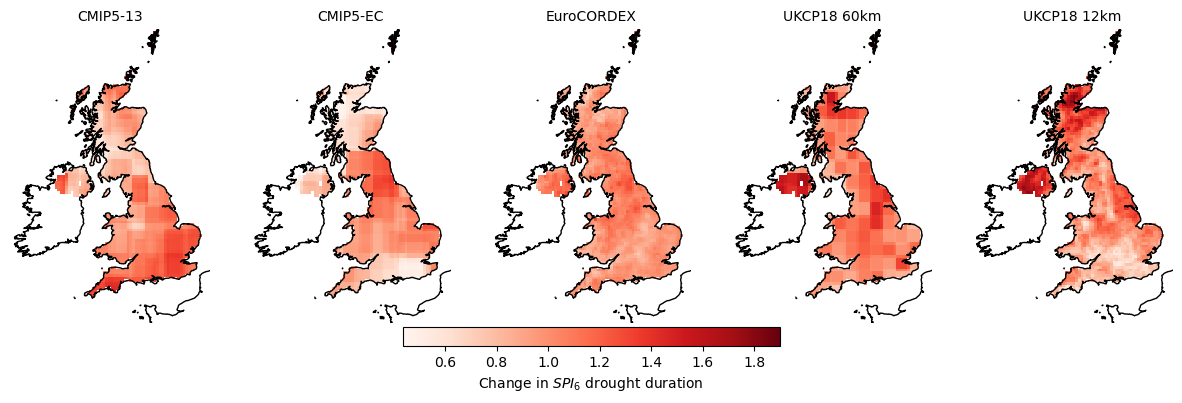 CMIP5-13 CMIP5-EC EuroCORDEX UKCP18 60km UKCP18 12km
0.6 0.8 1.0 1.2 1.4 1.6 1.8
Change in SPI₆ drought duration